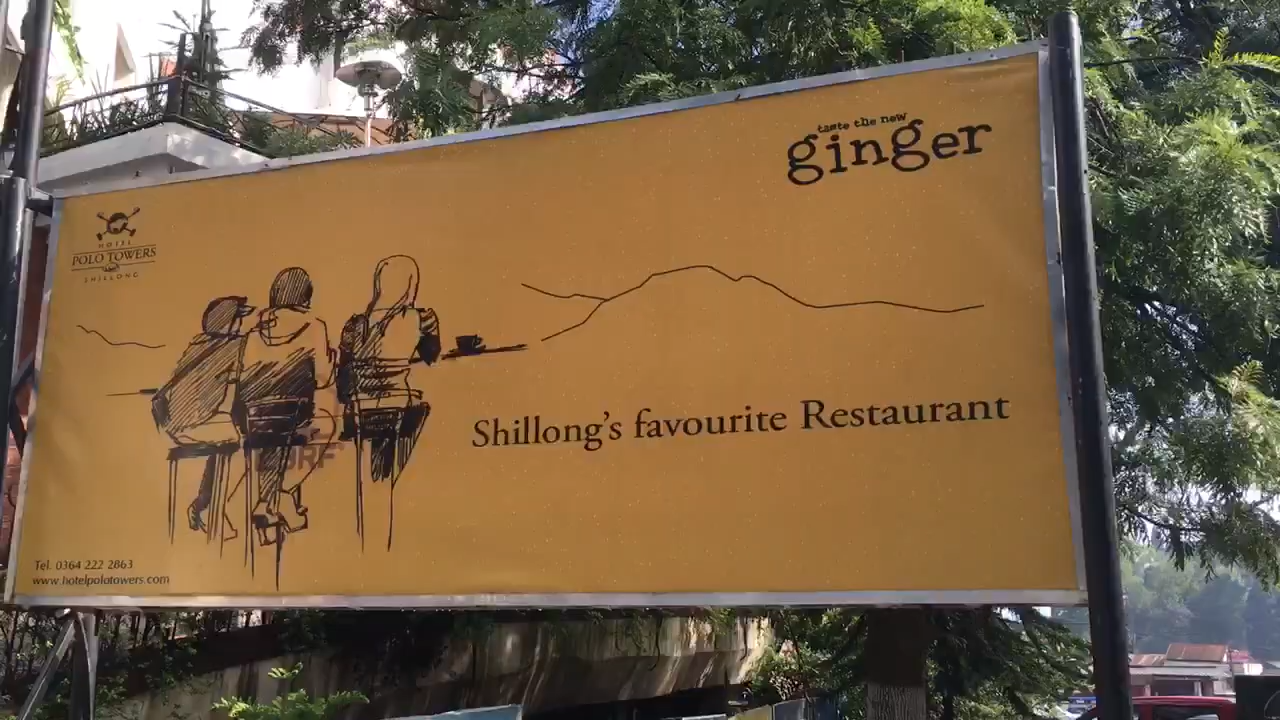 taste the new
ginger
HOTEL
POLO TOWERS
SHILLONG
Shillong's favourite Restaurant
Tel. 0364 222 2863
www.hotelpolotowers.com